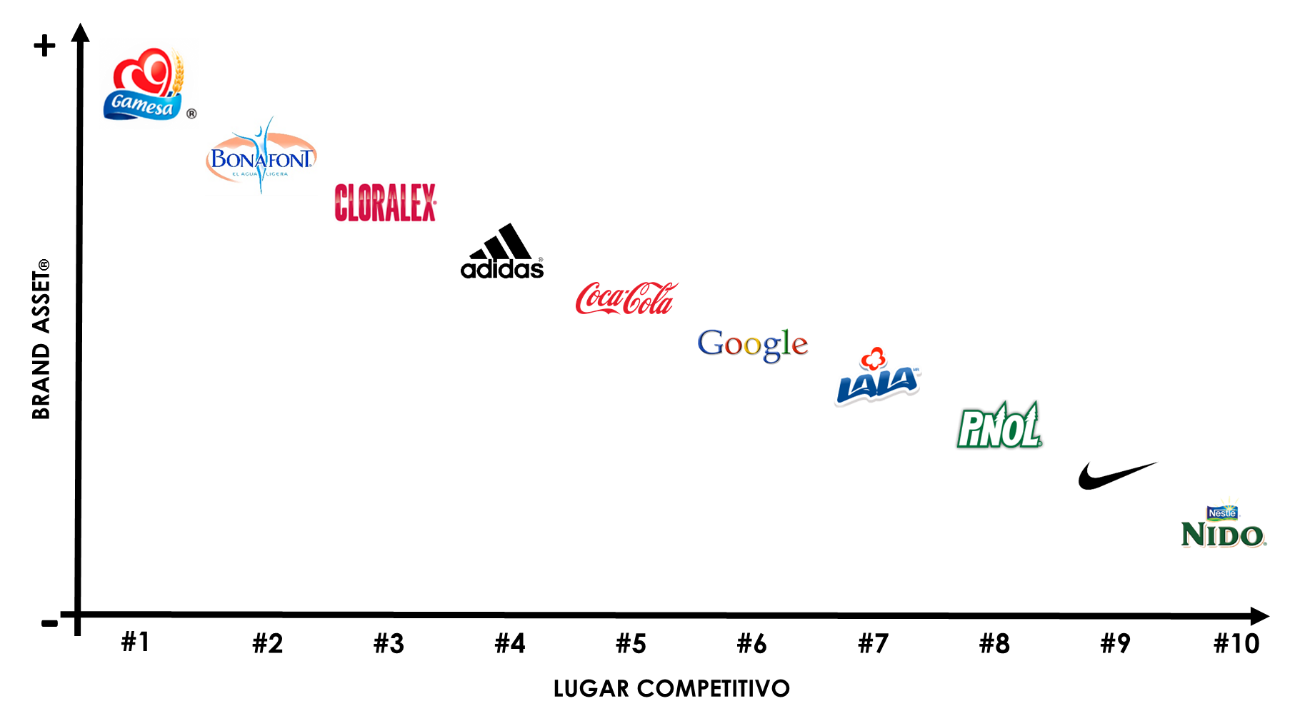 +
Gamesa ®
BONAFONT
EL AGUA LIGERA
CLORALEX®
adidas®
Coca-Cola
Google
LALA
PINOL
Nestlé
NIDO®
BRAND ASSET®
-
#1 #2 #3 #4 #5 #6 #7 #8 #9 #10
LUGAR COMPETITIVO